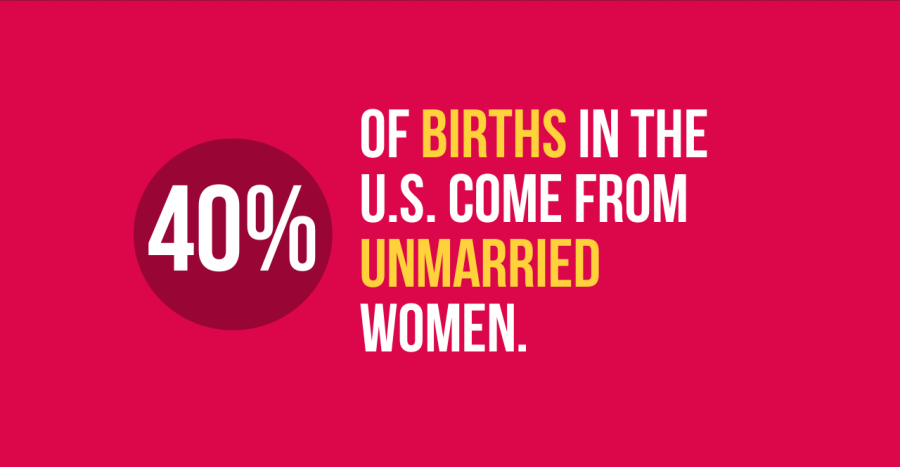 40%
OF BIRTHS IN THE
U.S. COME FROM
UNMARRIED
WOMEN.